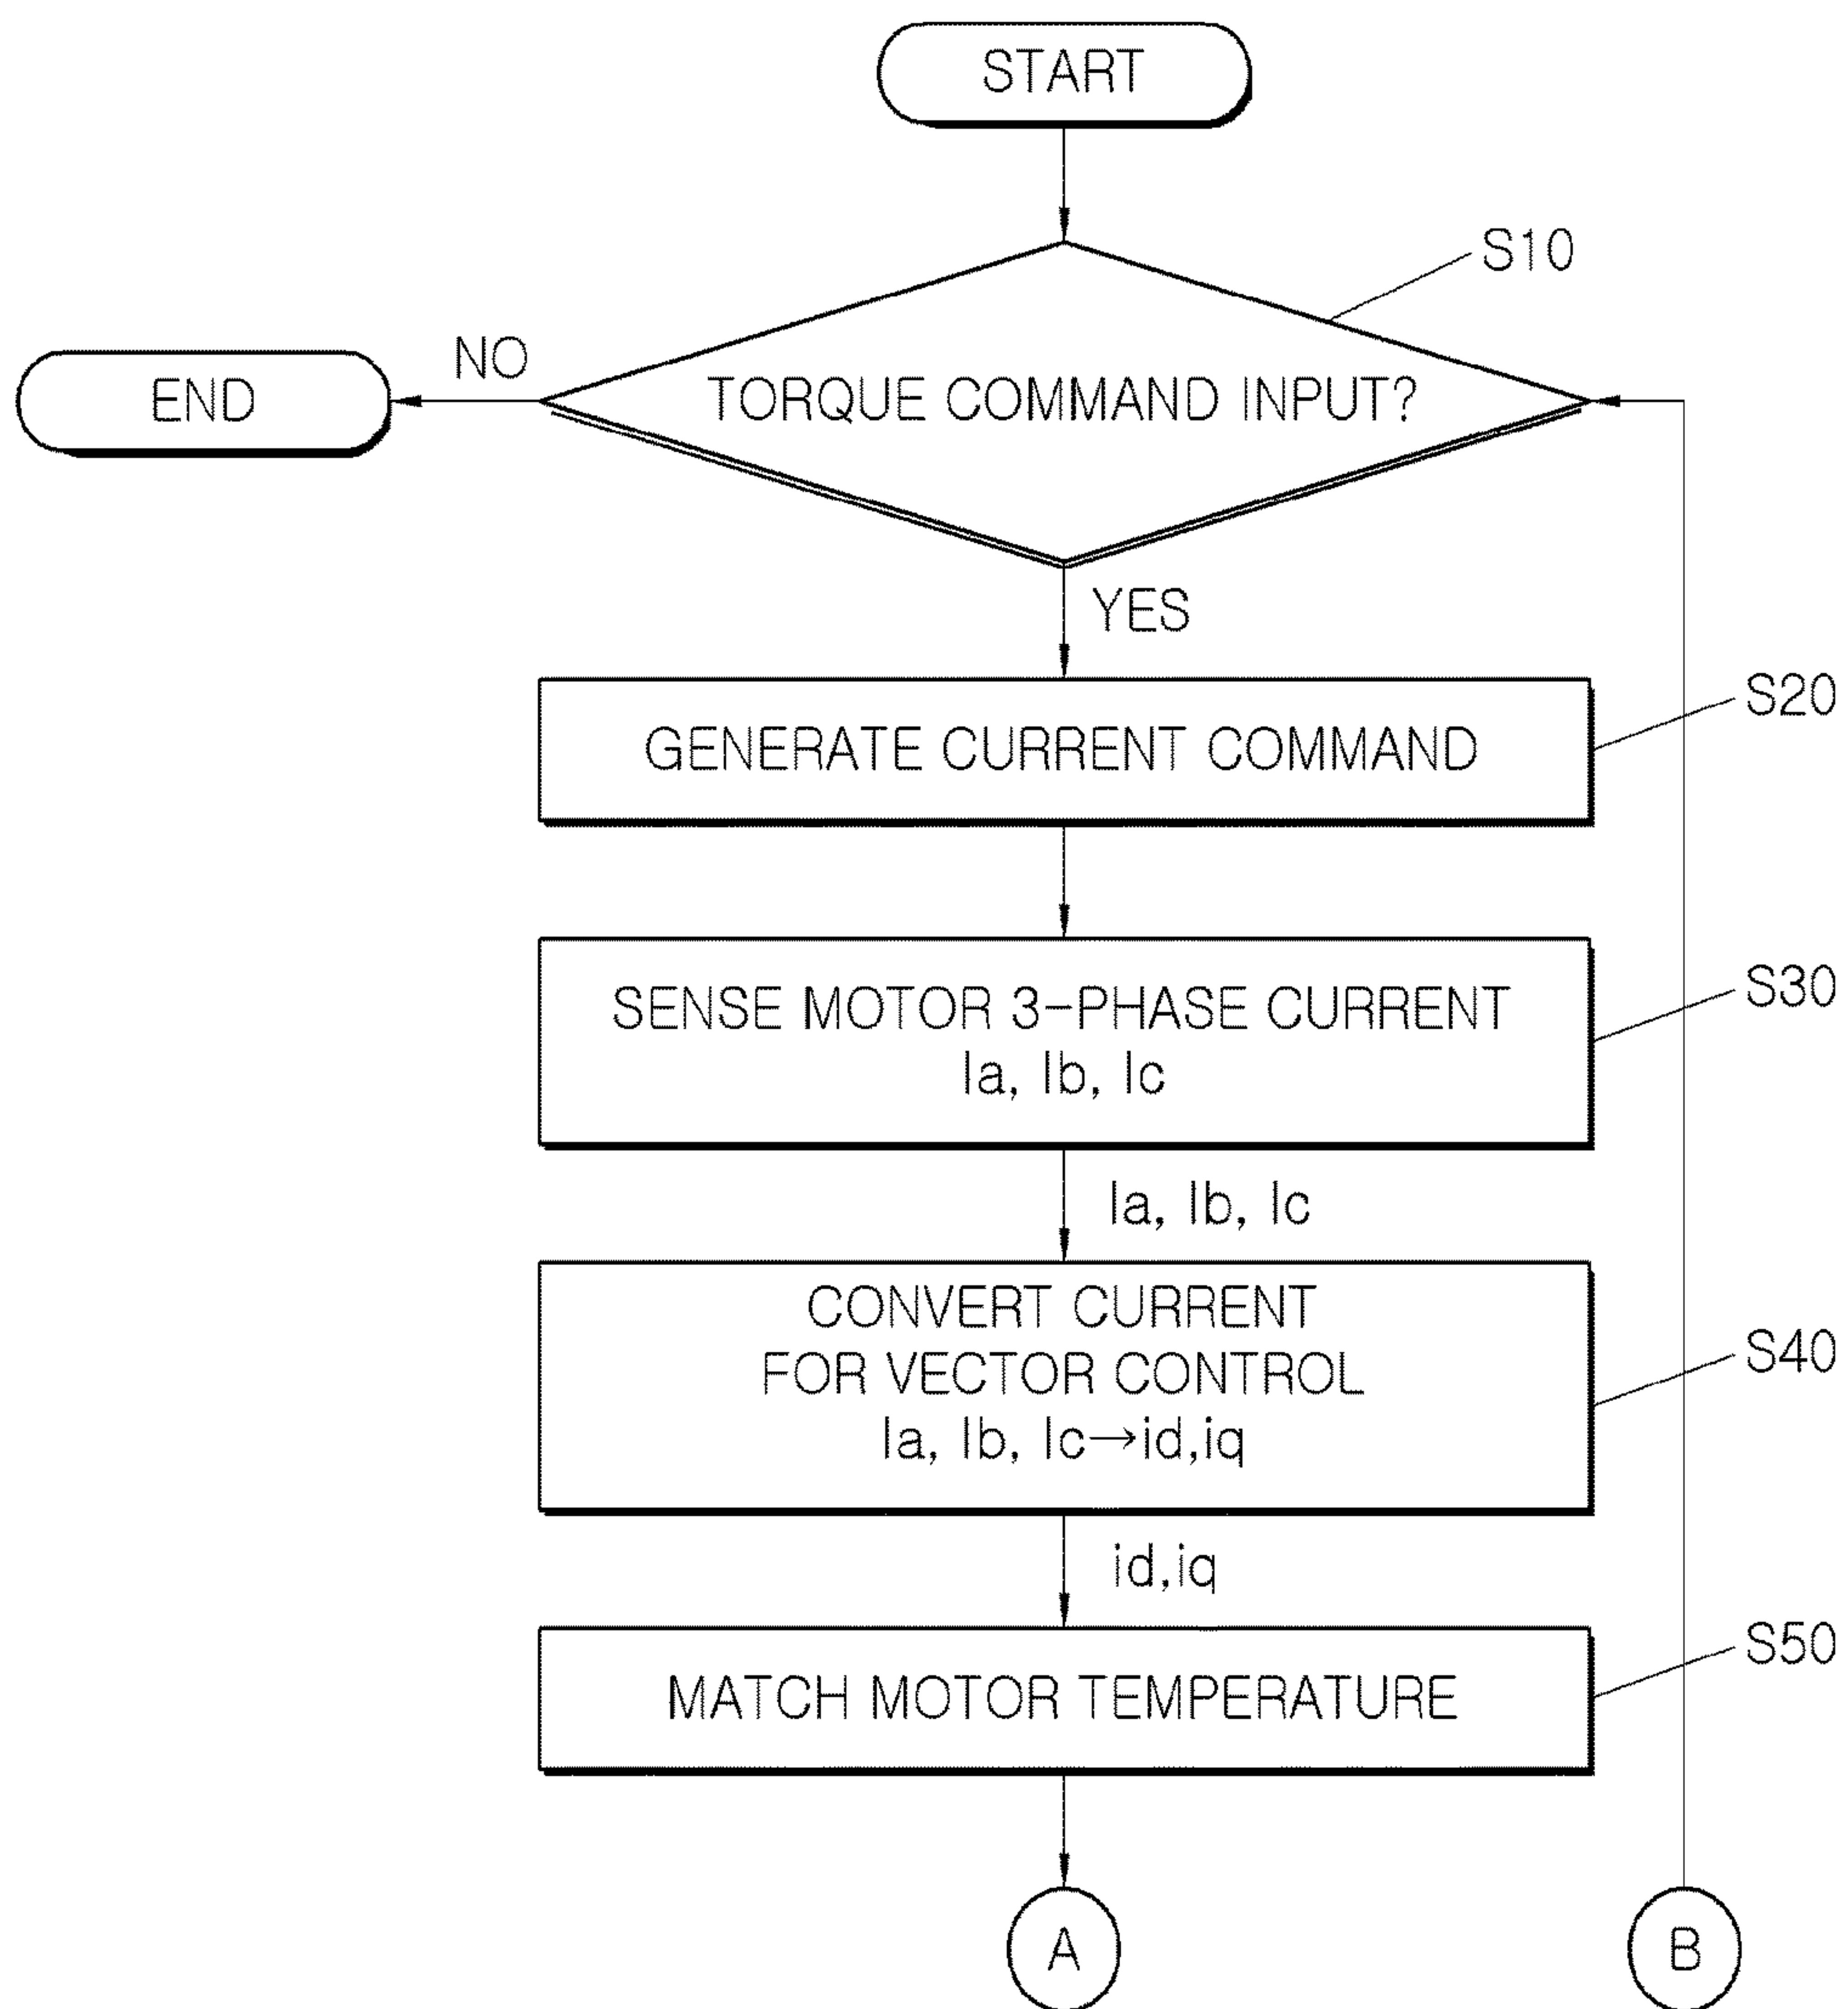 START
S10
NO
END
TORQUE COMMAND INPUT?
YES
S20
GENERATE CURRENT COMMAND
S30
SENSE MOTOR 3-PHASE CURRENT
Ia, Ib, Ic
Ia, Ib, Ic
CONVERT CURRENT
FOR VECTOR CONTROL
Ia, Ib, Ic→id,iq
S40
id,iq
S50
MATCH MOTOR TEMPERATURE
A
B